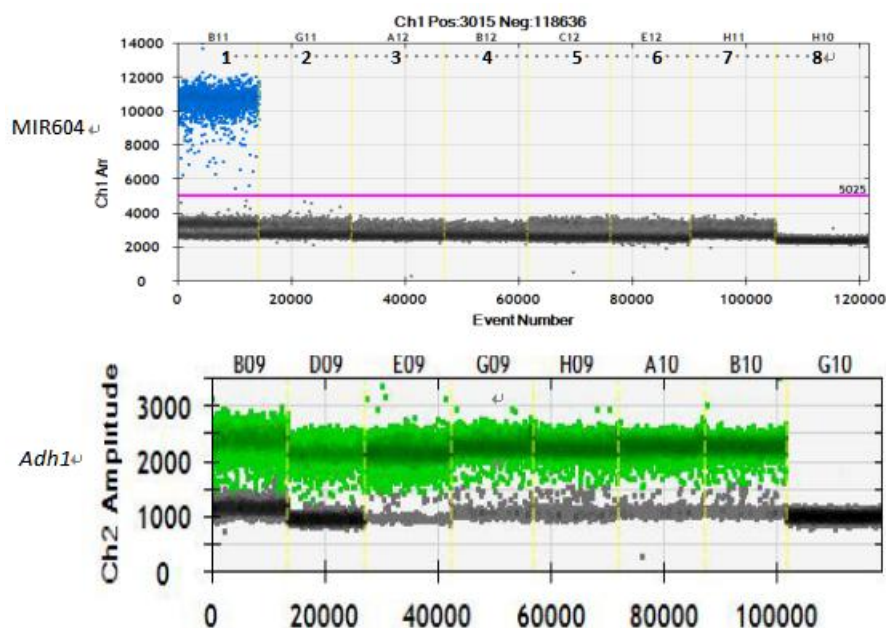 Ch1 Pos:3015 Neg:118636
B11 G11 A12 B12 C12 E12 H11 H10
1 2 3 4 5 6 7 8↵
14000
12000
10000
8000
6000
4000
2000
0
MIR604↵
5025
0 20000 40000 60000 80000 100000 120000
Event Number
B09 D09 E09 G09 H09 A10 B10 G10
Ch2 Amplitude
3000
2000
1000
0
Adh1↵
0 20000 40000 60000 80000 100000